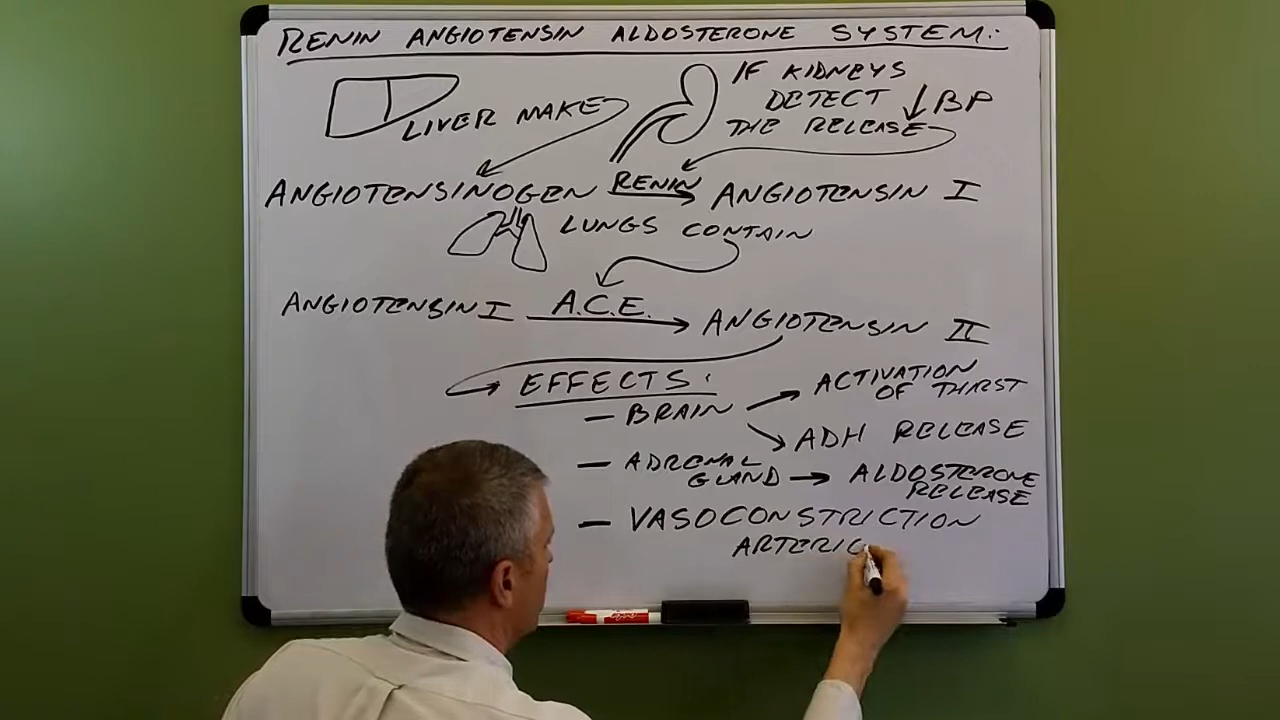 RENIN ANGIOTENSIN ALDOSTERONE SYSTEM:
IF KIDNEYS
DETECT ↓ BP
THE RELEASE
LIVER MAKE
ANGIOTENSINOGEN RENIN → ANGIOTENSIN I
LUNGS CONTAIN
ANGIOTENSIN I A.C.E. → ANGIOTENSIN II
→ EFFECTS:
- BRAIN → ACTIVATION
OF THIRST
→ ADH RELEASE
- ADRENAL
GLAND → ALDOSTERONE
RELEASE
- VASOCONSTRICTION
ARTERIO